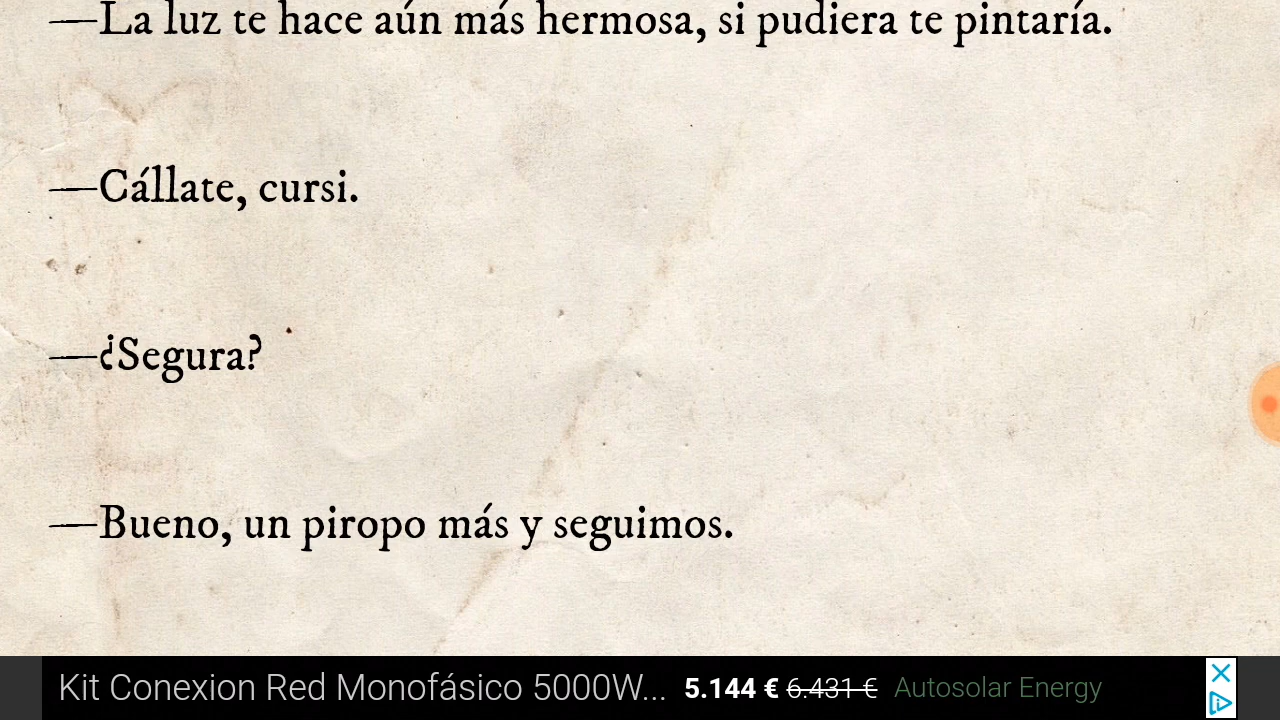 —La luz te hace aún más hermosa, si pudiera te pintaría.
—Cállate, cursi.
—¿Segura?
—Bueno, un piropo más y seguimos.
Kit Conexion Red Monofásico 5000W... 5.144 € 6.431 € Autosolar Energy